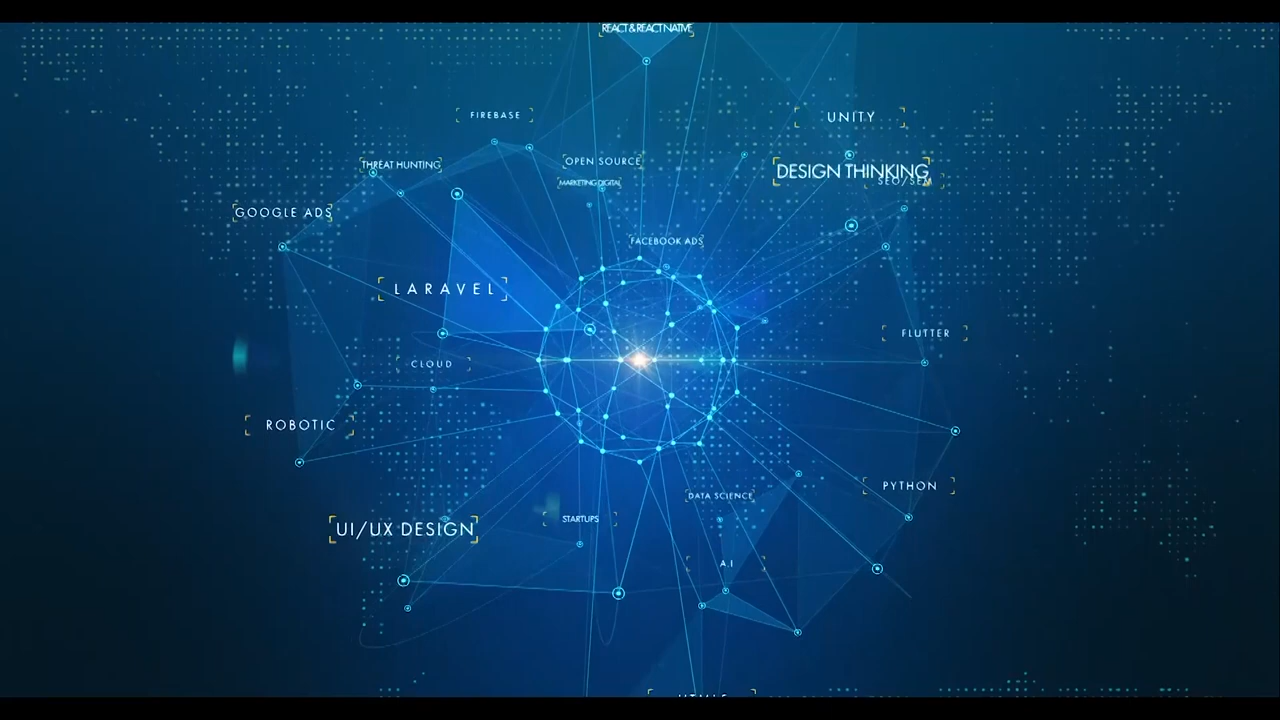 REACT & REACT NATIVE
FIREBASE
UNITY
OPEN SOURCE
THREAT HUNTING
DESIGN THINKING
MARKETING DIGITAL
SEO/SEM
GOOGLE ADS
FACEBOOK ADS
LARAVEL
FLUTTER
CLOUD
ROBOTIC
PYTHON
DATA SCIENCE
STARTUPS
UI/UX DESIGN
A.I